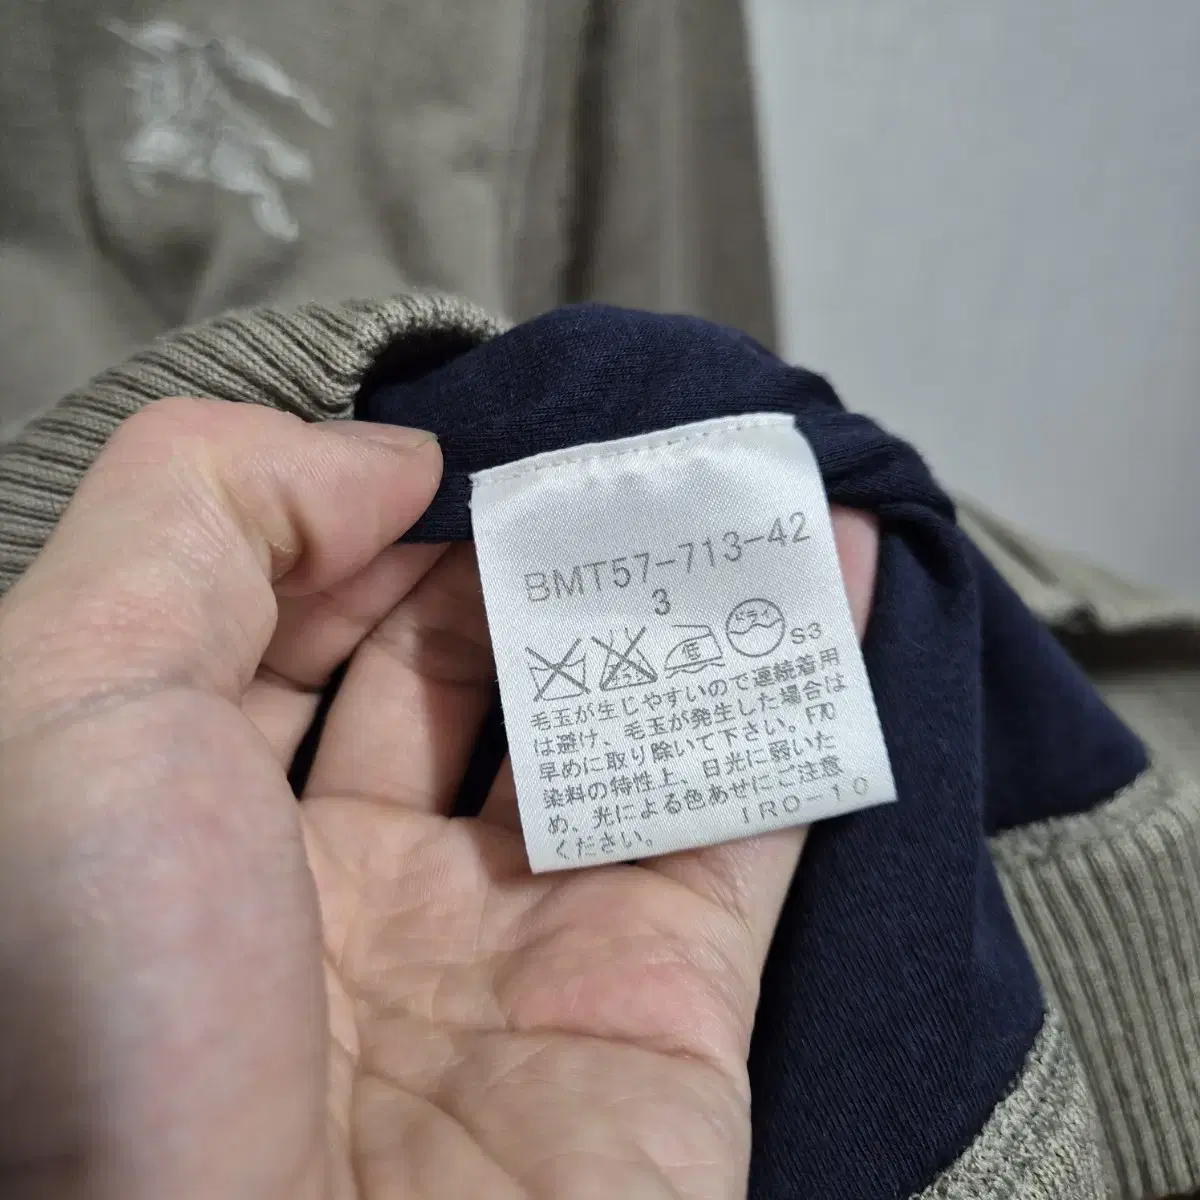 BMT57-713-42
3
ドライ
低
S3
毛玉が生じやすいので連続着用
は避け、毛玉が発生した場合は
早めに取り除いて下さい。F70
染料の特性上、日光に弱いた
め、光による色あせにご注意
ください。
IRO-10